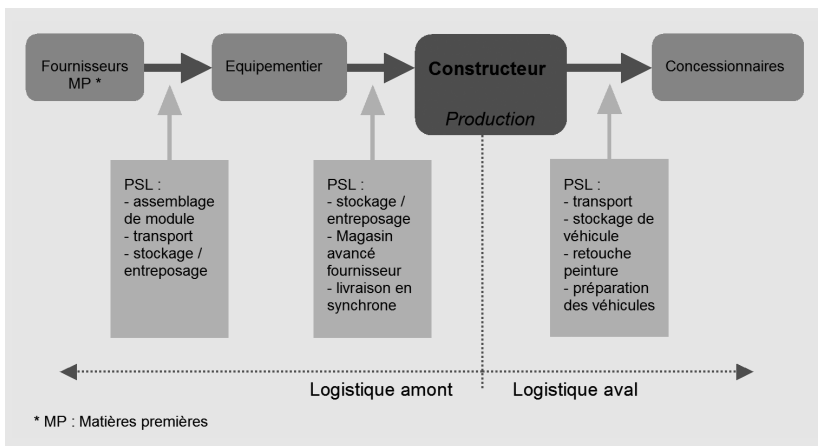 Fournisseurs
MP *
Equipementier
Constructeur
Production
Concessionnaires
PSL :
- assemblage
de module
- transport
- stockage /
entreposage
PSL :
- stockage /
entreposage
- Magasin
avancé
fournisseur
- livraison en
synchrone
PSL :
- transport
- stockage de
véhicule
- retouche
peinture
- préparation
des véhicules
Logistique amont
Logistique aval
* MP : Matières premières